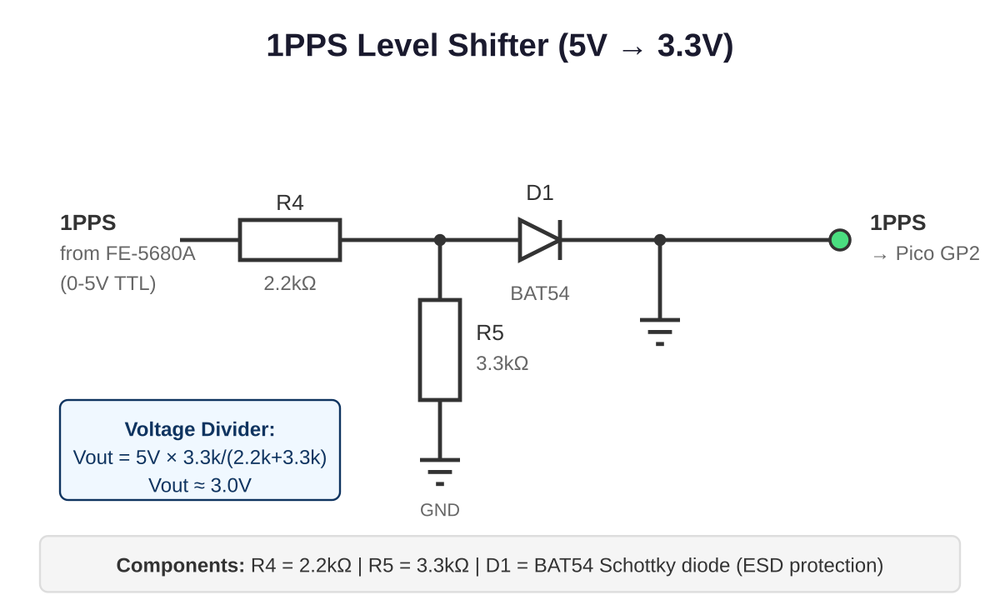 1PPS Level Shifter (5V → 3.3V)
1PPS
from FE-5680A
(0-5V TTL)
R4
2.2kΩ
D1
BAT54
1PPS
→ Pico GP2
R5
3.3kΩ
GND
Voltage Divider:
Vout = 5V × 3.3k/(2.2k+3.3k)
Vout ≈ 3.0V
Components: R4 = 2.2kΩ | R5 = 3.3kΩ | D1 = BAT54 Schottky diode (ESD protection)